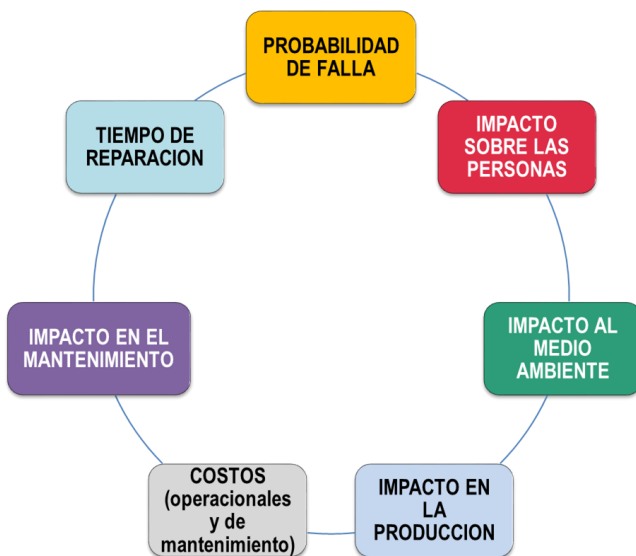 PROBABILIDAD
DE FALLA
IMPACTO
SOBRE LAS
PERSONAS
IMPACTO AL
MEDIO
AMBIENTE
IMPACTO EN
LA
PRODUCCION
COSTOS
(operacionales
y de
mantenimiento)
IMPACTO EN EL
MANTENIMIENTO
TIEMPO DE
REPARACION